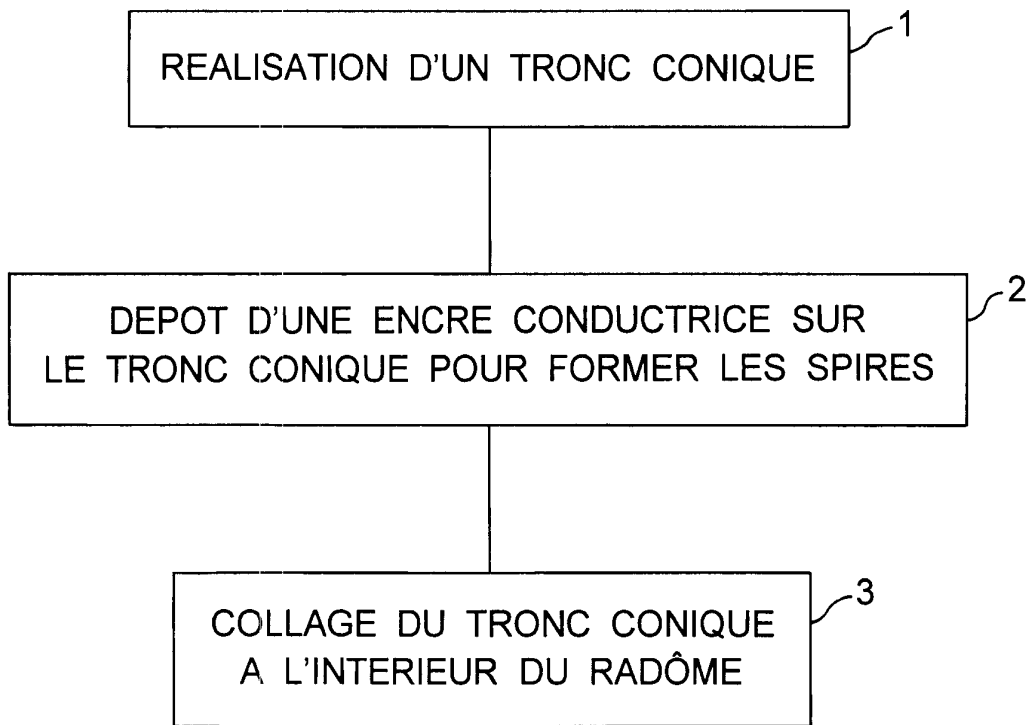 1
REALISATION D'UN TRONC CONIQUE
2
DEPOT D'UNE ENCRE CONDUCTRICE SUR
LE TRONC CONIQUE POUR FORMER LES SPIRES
3
COLLAGE DU TRONC CONIQUE
A L'INTERIEUR DU RADÔME